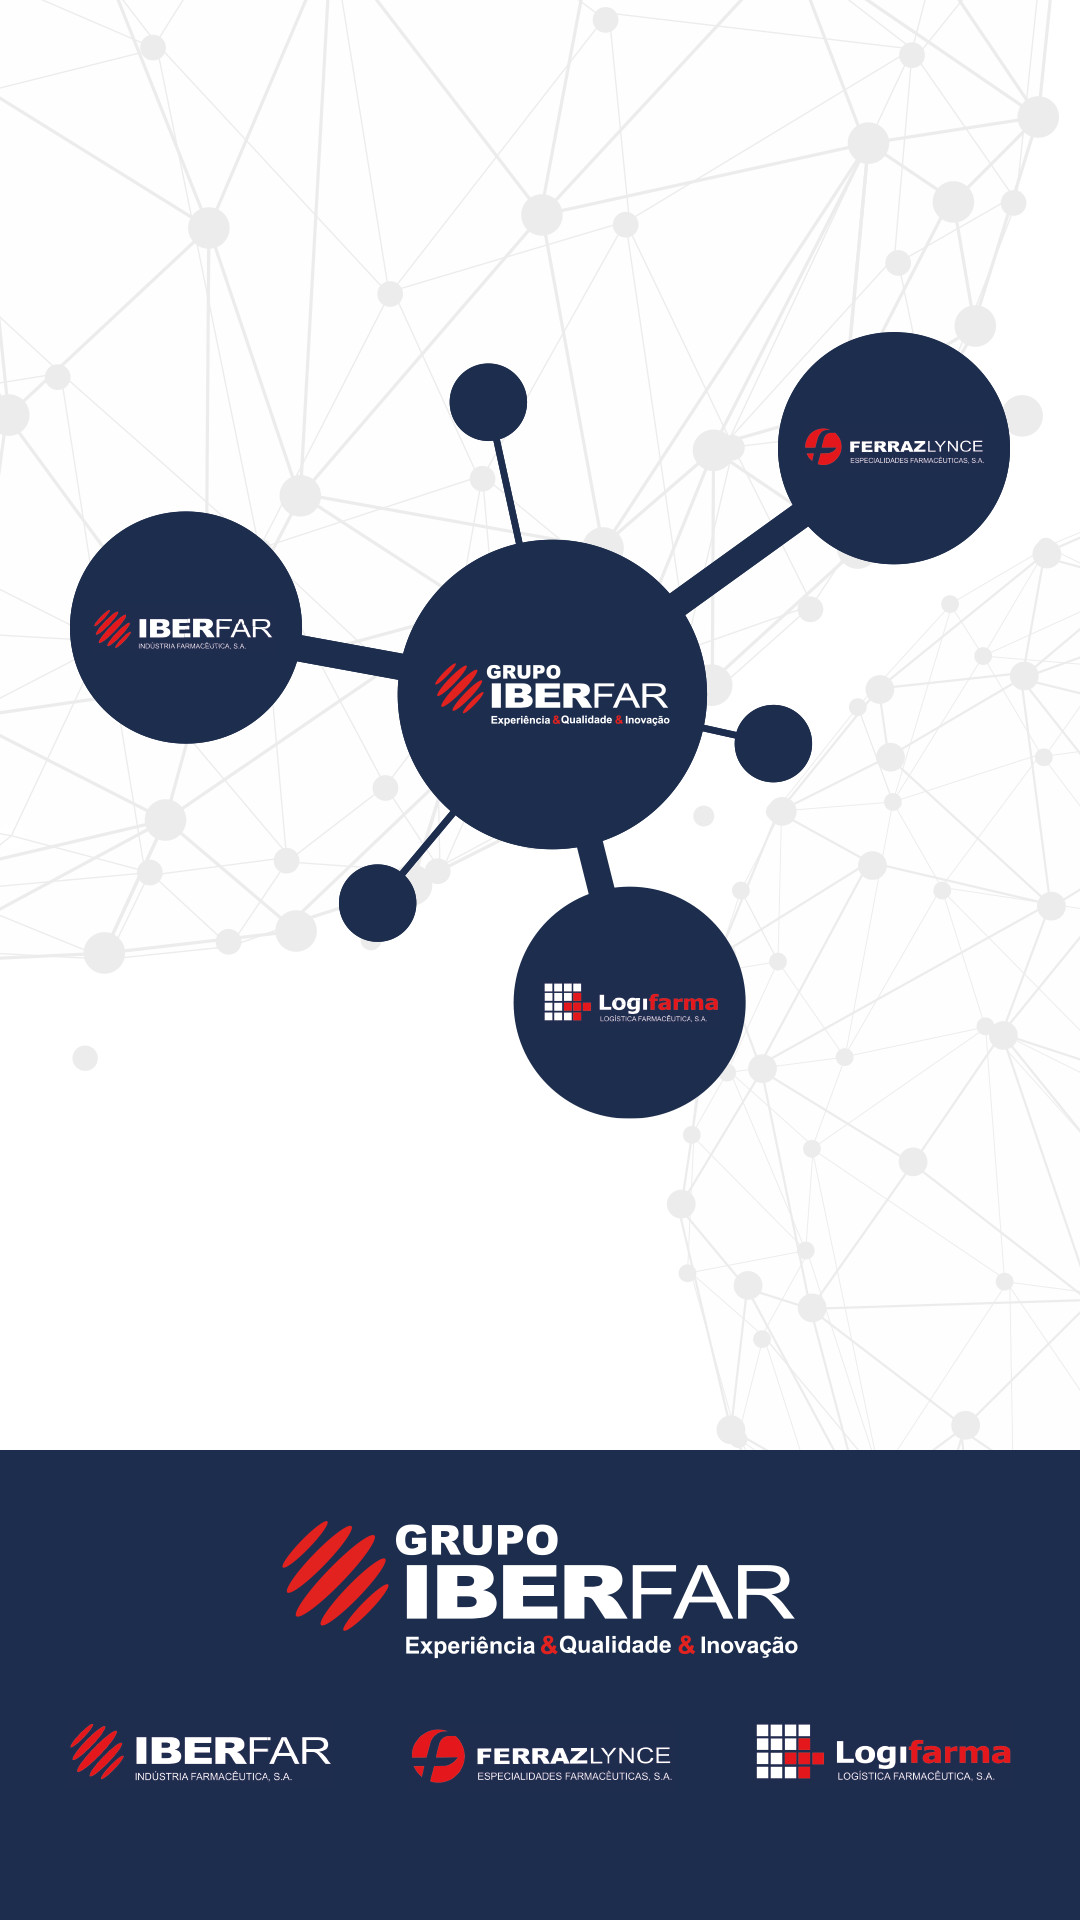 FERRAZLYNCE
ESPECIALIDADES FARMACÊUTICAS, S.A.
IBERFAR
INDÚSTRIA FARMACÊUTICA, S.A.
GRUPO
IBERFAR
Experiência &Qualidade & Inovação
Logifarma
LOGÍSTICA FARMACÊUTICA, S.A.
GRUPO
IBERFAR
Experiência &Qualidade & Inovação
IBERFAR
INDÚSTRIA FARMACÊUTICA, S.A.
FERRAZLYNCE
ESPECIALIDADES FARMACÊUTICAS, S.A.
Logifarma
LOGÍSTICA FARMACÊUTICA, S.A.